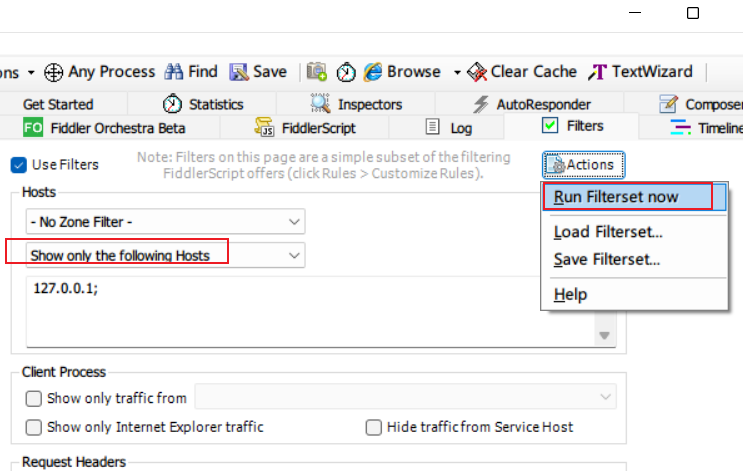 ons Any Process Find Save Browse Clear Cache TextWizard
Get Started Statistics Inspectors AutoResponder Composer
FO Fiddler Orchestra Beta JS FiddlerScript Log Filters Timeline
Use Filters Note: Filters on this page are a simple subset of the filtering Actions
FiddlerScript offers (click Rules > Customize Rules).
Hosts
Run Filterset now
- No Zone Filter -
Load Filterset...
Show only the following Hosts
Save Filterset...
127.0.0.1;
Help
Client Process
Show only traffic from
Show only Internet Explorer traffic Hide traffic from Service Host
Request Headers